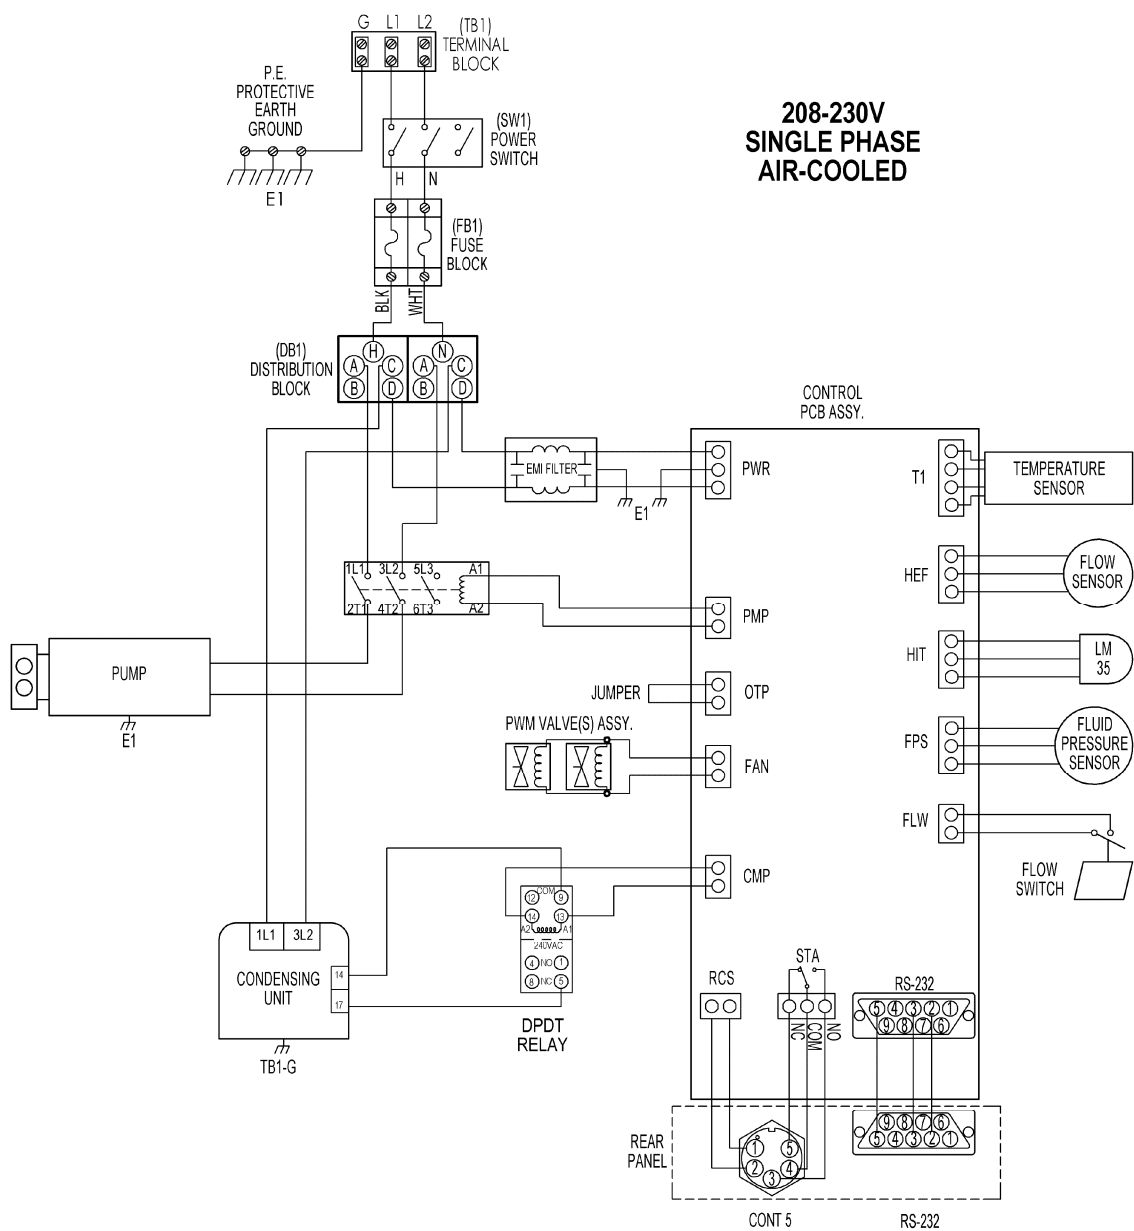 G L1 L2
(TB1)
TERMINAL
BLOCK
P.E.
PROTECTIVE
EARTH
GROUND
E1
(SW1)
POWER
SWITCH
208-230V
SINGLE PHASE
AIR-COOLED
H N
(FB1)
FUSE
BLOCK
BLK
WHT
(DB1)
DISTRIBUTION
BLOCK
H N
A C A C
B D B D
CONTROL
PCB ASSY.
EMI FILTER
E1
PWR
T1
TEMPERATURE
SENSOR
1L1 3L2 5L3 A1
2T1 4T2 6T3 A2
PMP
HEF
FLOW
SENSOR
PUMP
E1
JUMPER
OTP
HIT
LM
35
PWM VALVE(S) ASSY.
FAN
FPS
FLUID
PRESSURE
SENSOR
FLW
FLOW
SWITCH
CMP
COM
12 9
14 13
A2 A1
240VAC
4 NO 1
8 NC 5
DPDT
RELAY
1L1 3L2
CONDENSING
UNIT
14
17
TB1-G
RCS
STA
NC
COM
NO
RS-232
5 4 3 2 1
9 8 7 6
REAR
PANEL
1 5
2 4
3
9 8 7 6
5 4 3 2 1
CONT 5
RS-232